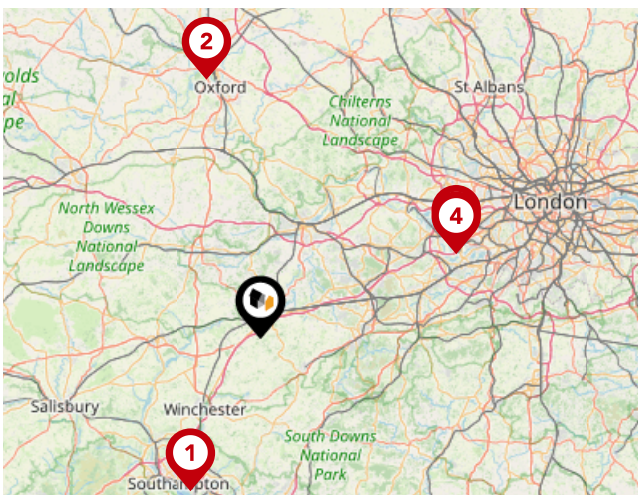 2
olds
al
pe
Oxford
St Albans
Chilterns
National
Landscape
North Wessex
Downs
National
Landscape
4
London
Salisbury
Winchester
South Downs
National
Park
1
Southampton